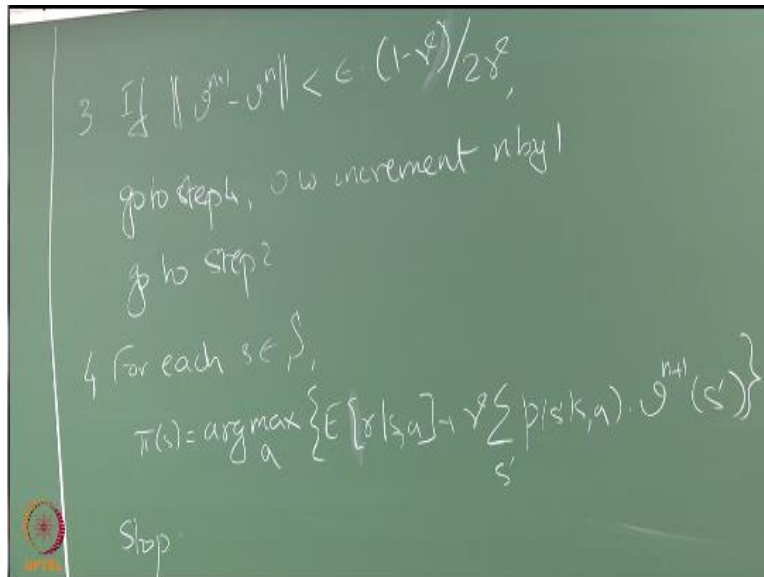 3 If ‖v^{n+1} - v^n‖ < ε. (1-γ)/2γ,
go to step 4, o w increment n by 1
go to step 2
4 For each s ∈ S,
π(s) = argmax_a {E[r|s,a] + γ Σ_{s'} p(s'|s,a) . v^{n+1}(s')}
Stop.
NPTEL